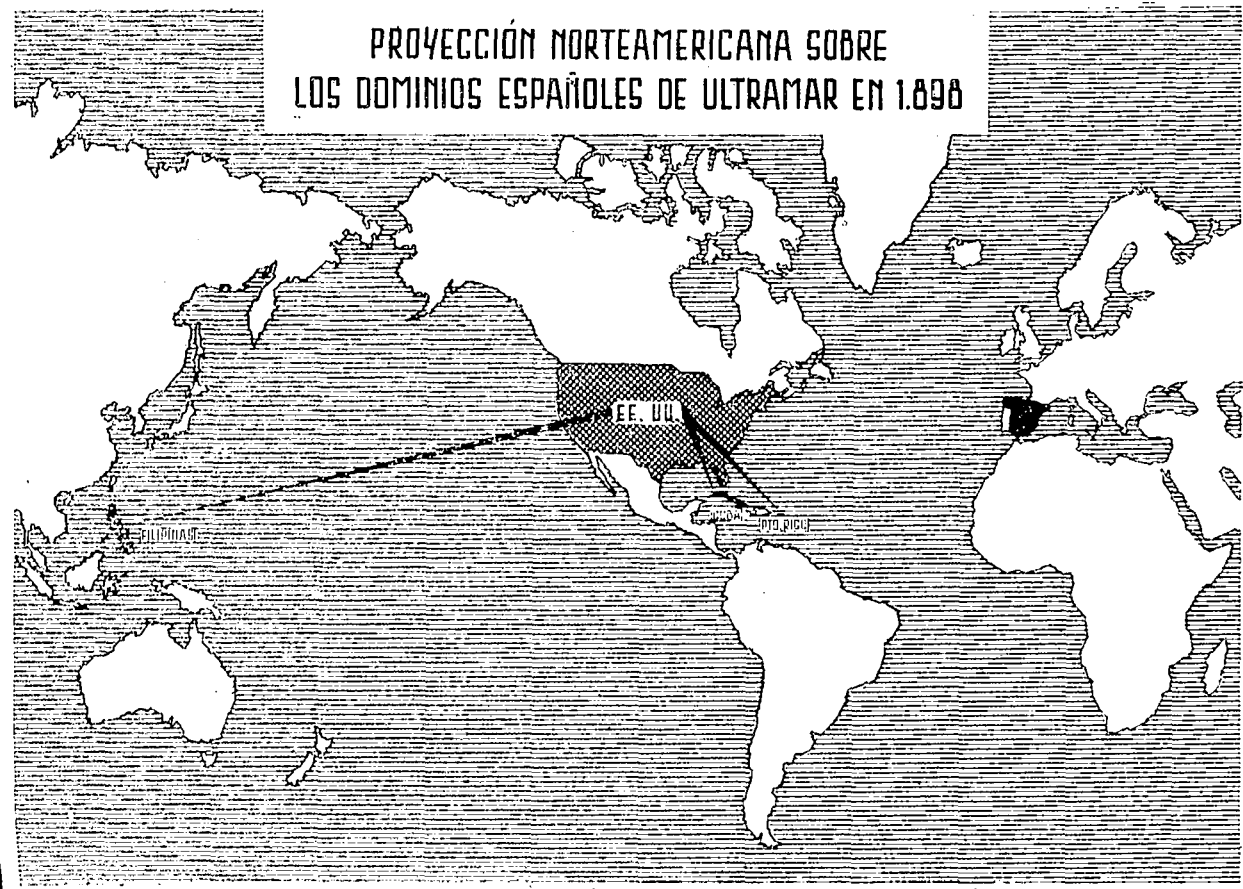 PROYECCIÓN NORTEAMERICANA SOBRE
LOS DOMINIOS ESPAÑOLES DE ULTRAMAR EN 1.898
EE. UU.
CUBA
PTO. RICO
FILIPINAS